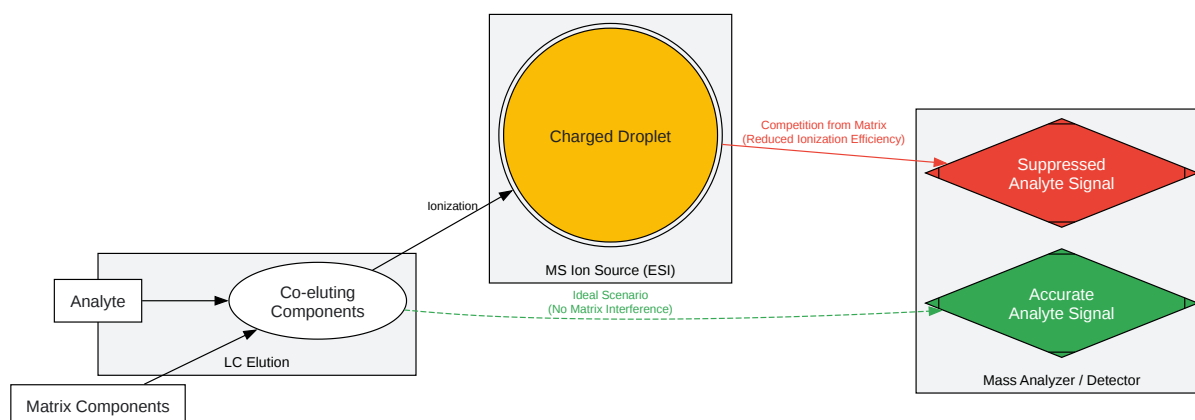 Charged Droplet
MS Ion Source (ESI)
Competition from Matrix
(Reduced Ionization Efficiency)
Suppressed
Analyte Signal
Ionization
Analyte
Co-eluting
Components
LC Elution
Matrix Components
Ideal Scenario
(No Matrix Interference)
Accurate
Analyte Signal
Mass Analyzer / Detector